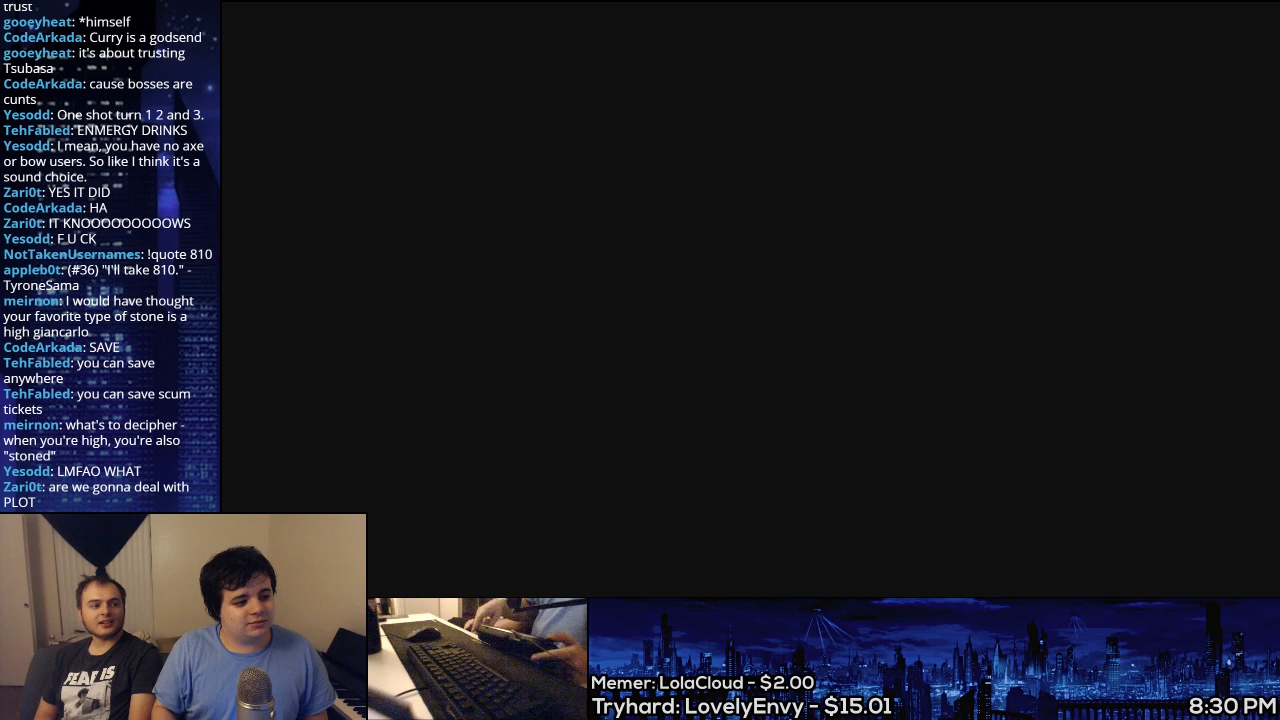 trust
gooeyheat: *himself
CodeArkada: Curry is a godsend
gooeyheat: it's about trusting
Tsubasa
CodeArkada: cause bosses are
cunts
Yesodd: One shot turn 1 2 and 3.
TehFabled: ENMERGY DRINKS
Yesodd: I mean, you have no axe
or bow users. So like I think it's a
sound choice.
Zari0t: YES IT DID
CodeArkada: HA
Zari0t: IT KNOOOOOOOOWS
Yesodd: F U CK
NotTakenUsernames: !quote 810
appleb0t: (#36) "I'll take 810." -
TyroneSama
meirnon: I would have thought
your favorite type of stone is a
high giancarlo
CodeArkada: SAVE
TehFabled: you can save
anywhere
TehFabled: you can save scum
tickets
meirnon: what's to decipher -
when you're high, you're also
"stoned"
Yesodd: LMFAO WHAT
Zari0t: are we gonna deal with
PLOT
FEAR IS
Memer: LolaCloud - $2.00
Tryhard: LovelyEnvy - $15.01
8:30 PM